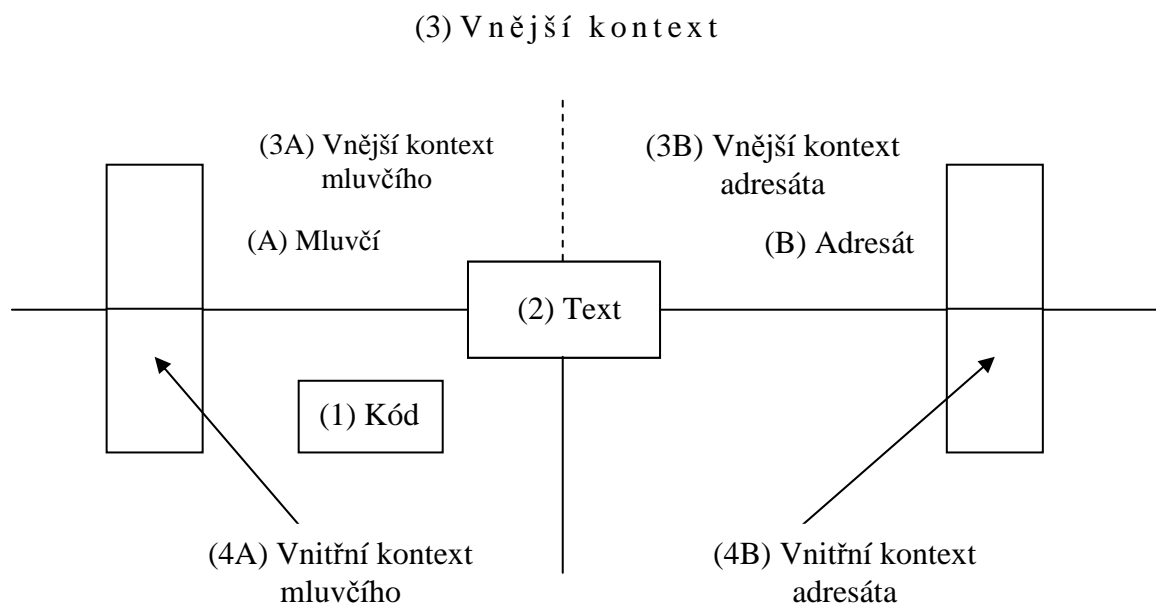 (3) Vnější kontext
(3A) Vnější kontext
mluvčího
(3B) Vnější kontext
adresáta
(A) Mluvčí
(B) Adresát
(2) Text
(1) Kód
(4A) Vnitřní kontext
mluvčího
(4B) Vnitřní kontext
adresáta